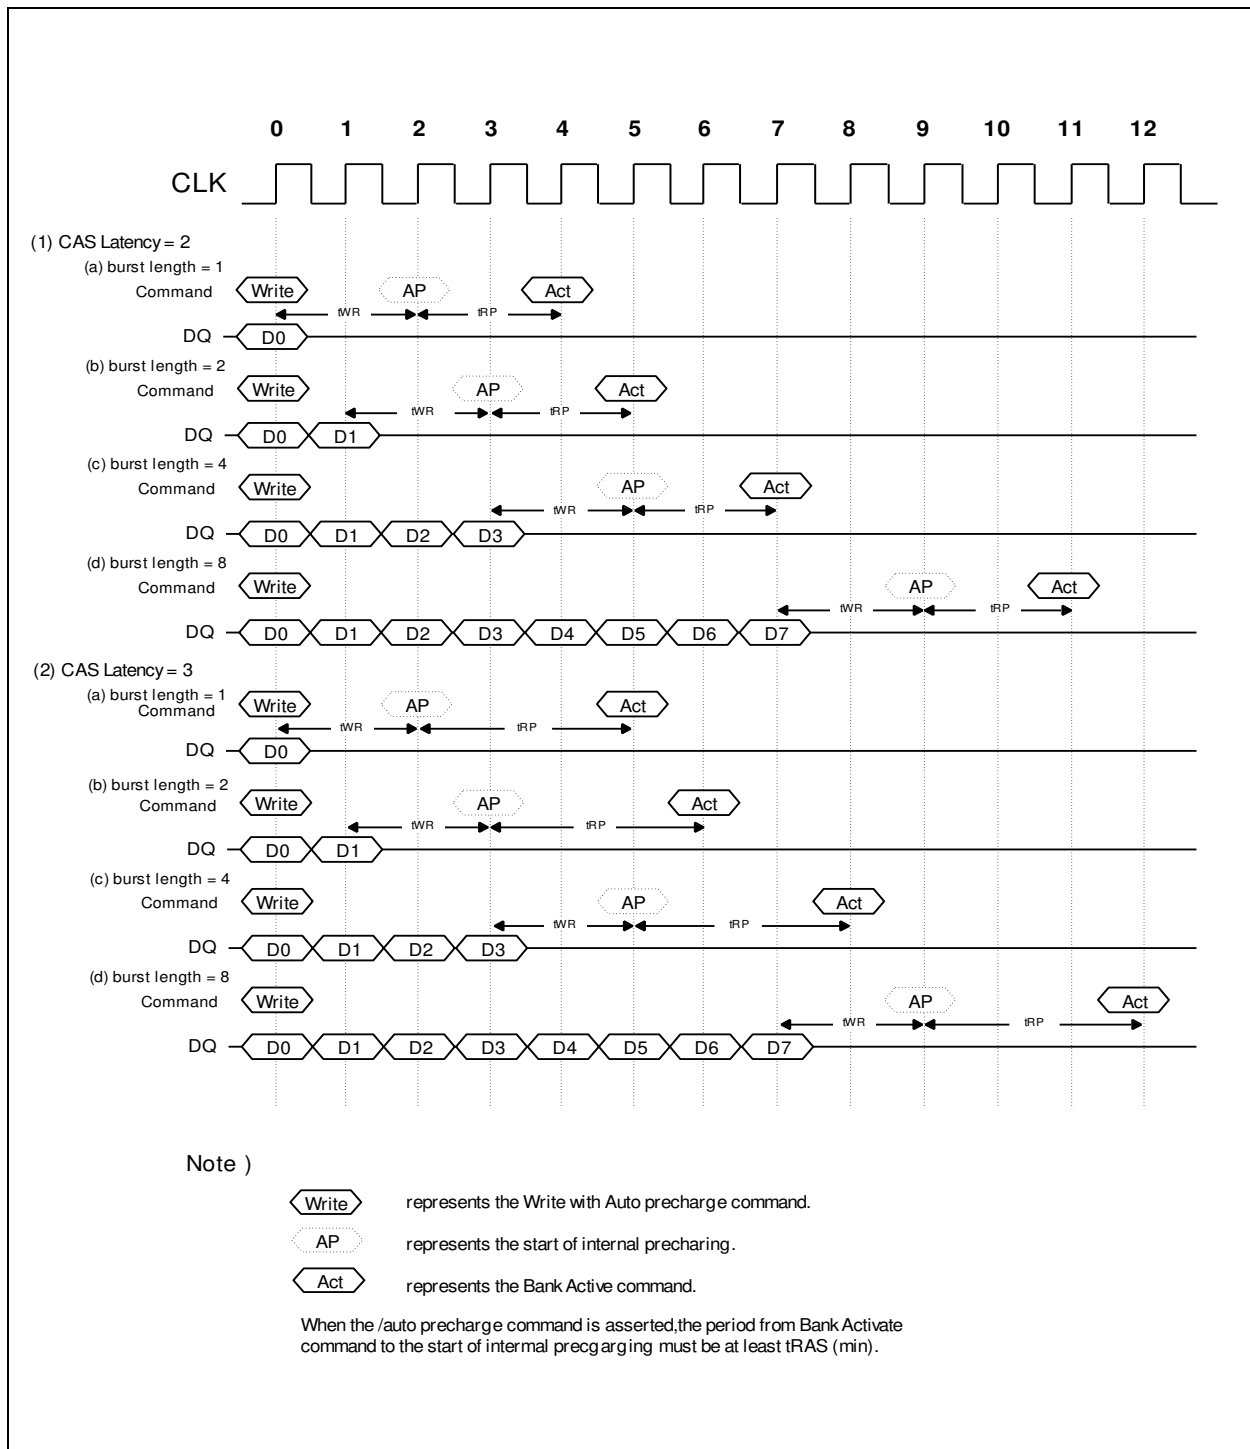 0 1 2 3 4 5 6 7 8 9 10 11 12
CLK
(1) CAS Latency = 2
(a) burst length = 1
Command Write AP Act
tWR tRP
DQ D0
(b) burst length = 2
Command Write AP Act
tWR tRP
DQ D0 D1
(c) burst length = 4
Command Write AP Act
tWR tRP
DQ D0 D1 D2 D3
(d) burst length = 8
Command Write AP Act
tWR tRP
DQ D0 D1 D2 D3 D4 D5 D6 D7
(2) CAS Latency = 3
(a) burst length = 1
Command Write AP Act
tWR tRP
DQ D0
(b) burst length = 2
Command Write AP Act
tWR tRP
DQ D0 D1
(c) burst length = 4
Command Write AP Act
tWR tRP
DQ D0 D1 D2 D3
(d) burst length = 8
Command Write AP Act
tWR tRP
DQ D0 D1 D2 D3 D4 D5 D6 D7
Note )
Write represents the Write with Auto precharge command.
AP represents the start of internal precharing.
Act represents the Bank Active command.
When the /auto precharge command is asserted,the period from Bank Activate
command to the start of intermal precgarging must be at least tRAS (min).